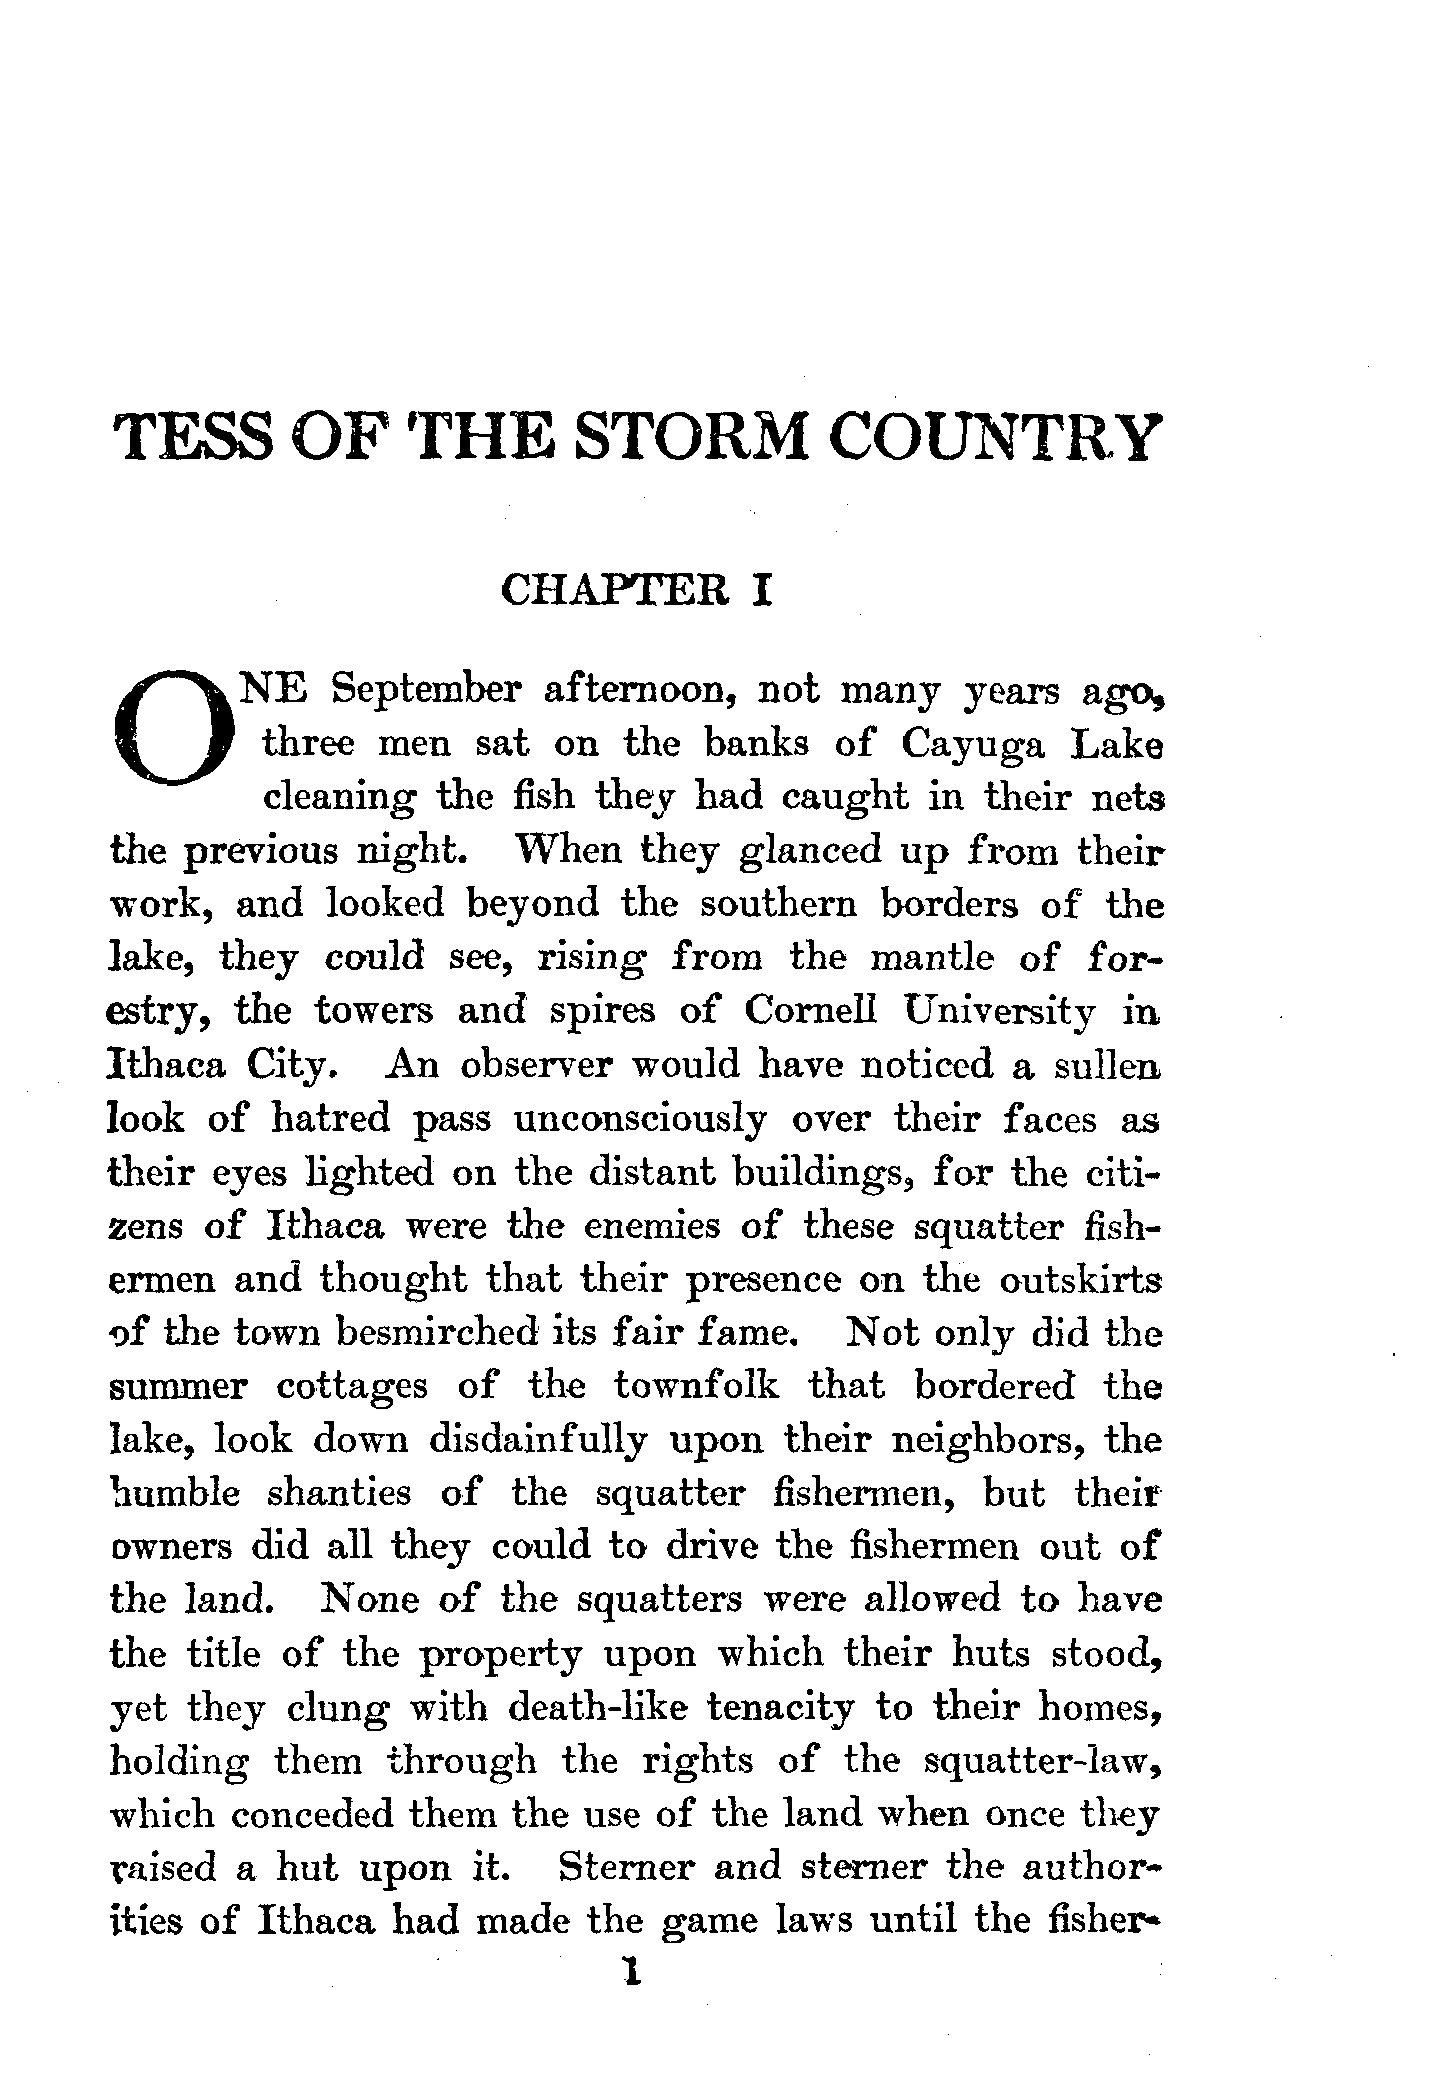 TESS OF THE STORM COUNTRY
CHAPTER I
ONE September afternoon, not many years ago,
three men sat on the banks of Cayuga Lake
cleaning the fish they had caught in their nets
the previous night. When they glanced up from their
work, and looked beyond the southern borders of the
lake, they could see, rising from the mantle of for-
estry, the towers and spires of Cornell University in
Ithaca City. An observer would have noticed a sullen
look of hatred pass unconsciously over their faces as
their eyes lighted on the distant buildings, for the citi-
zens of Ithaca were the enemies of these squatter fish-
ermen and thought that their presence on the outskirts
of the town besmirched its fair fame. Not only did the
summer cottages of the townfolk that bordered the
lake, look down disdainfully upon their neighbors, the
humble shanties of the squatter fishermen, but their
owners did all they could to drive the fishermen out of
the land. None of the squatters were allowed to have
the title of the property upon which their huts stood,
yet they clung with death-like tenacity to their homes,
holding them through the rights of the squatter-law,
which conceded them the use of the land when once they
raised a hut upon it. Sterner and sterner the author-
ities of Ithaca had made the game laws until the fisher-
1